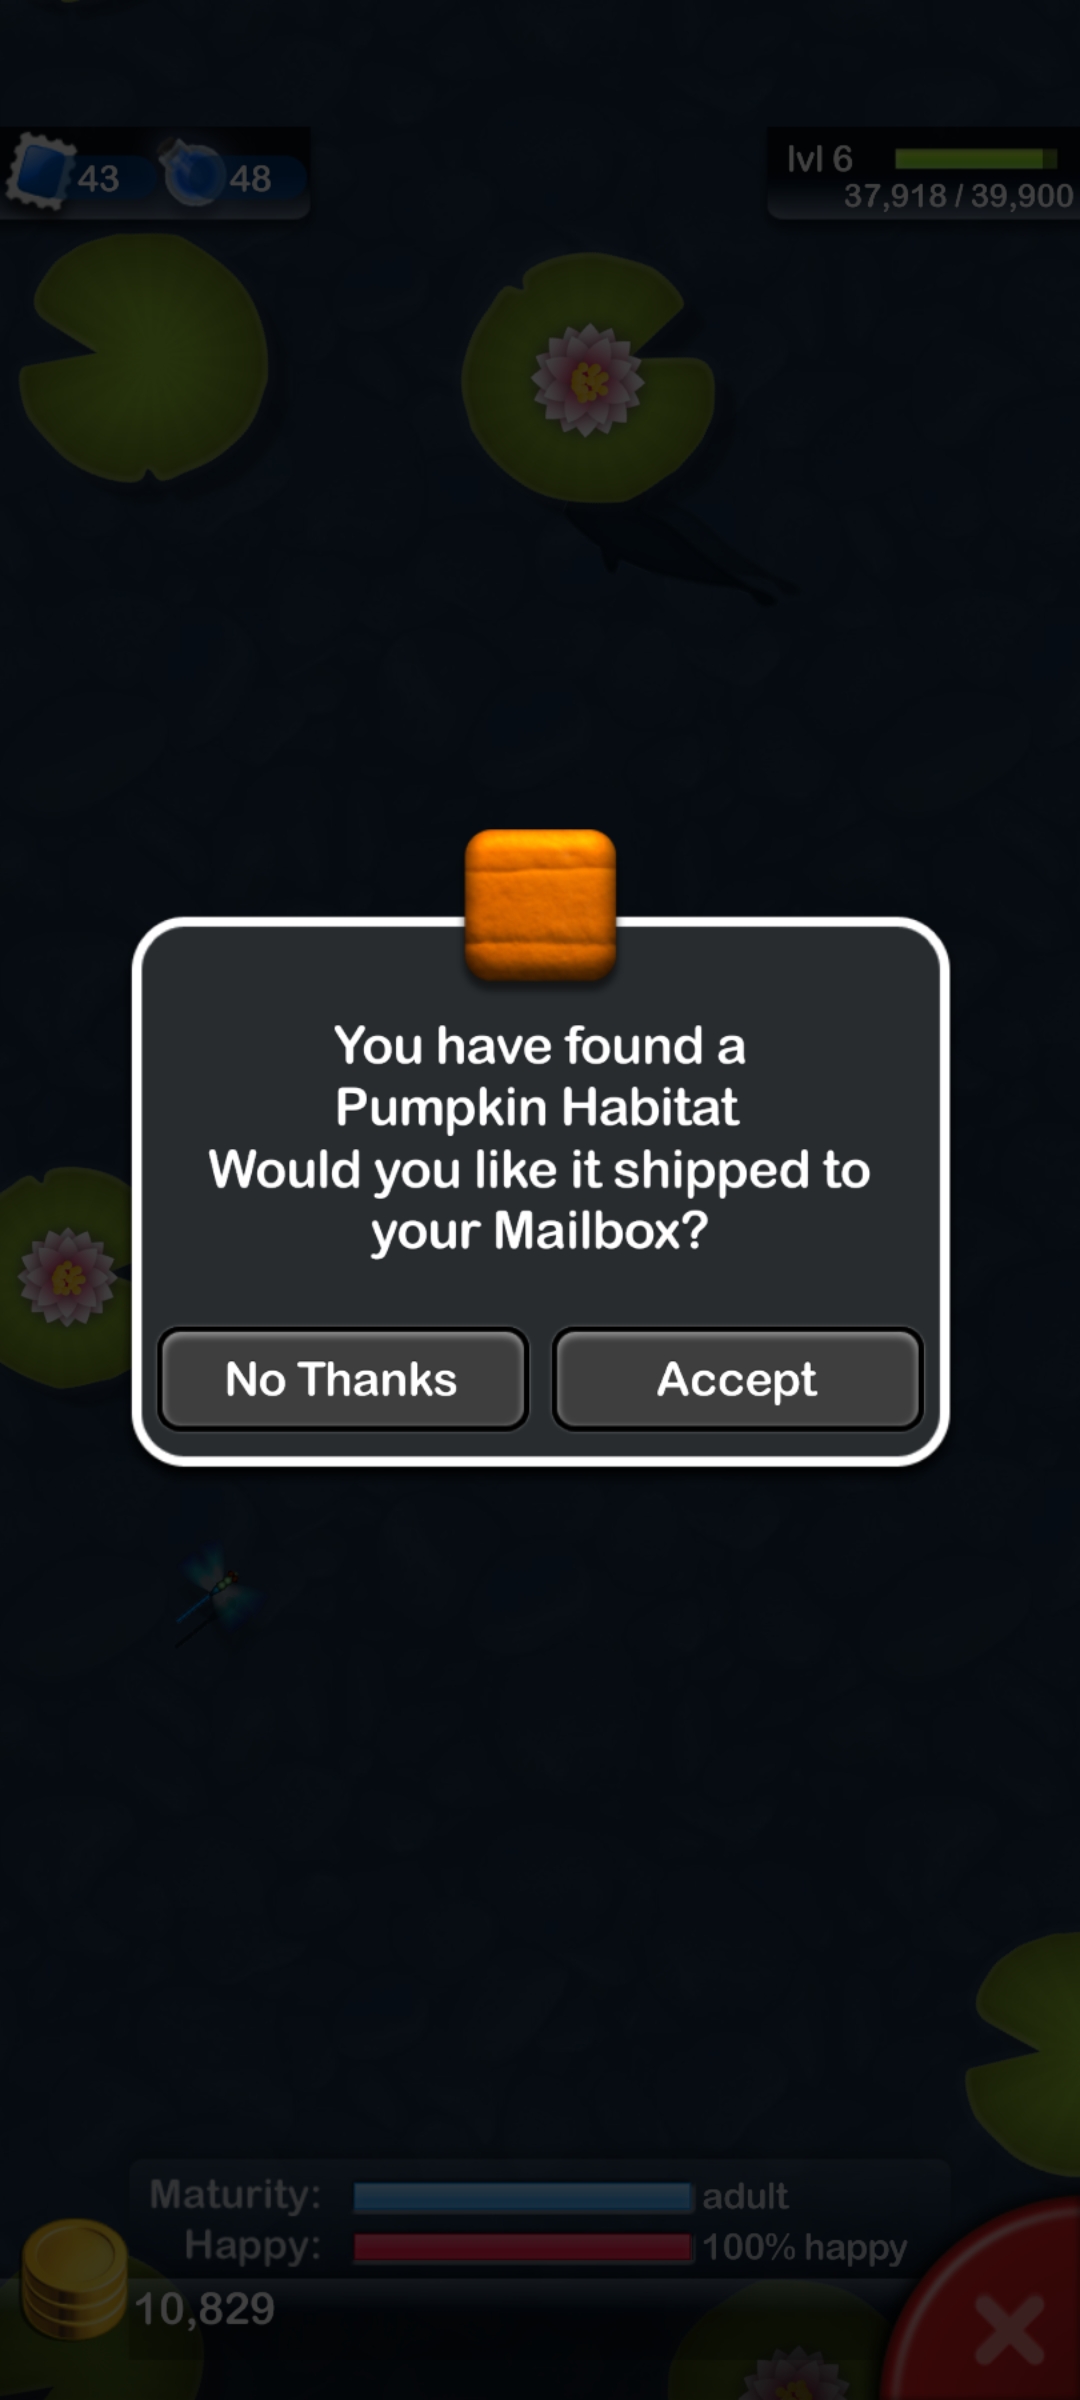 43
48
lvl 6
37,918 / 39,900
You have found a
Pumpkin Habitat
Would you like it shipped to
your Mailbox?
No Thanks
Accept
Maturity:
adult
Happy:
100% happy
10,829